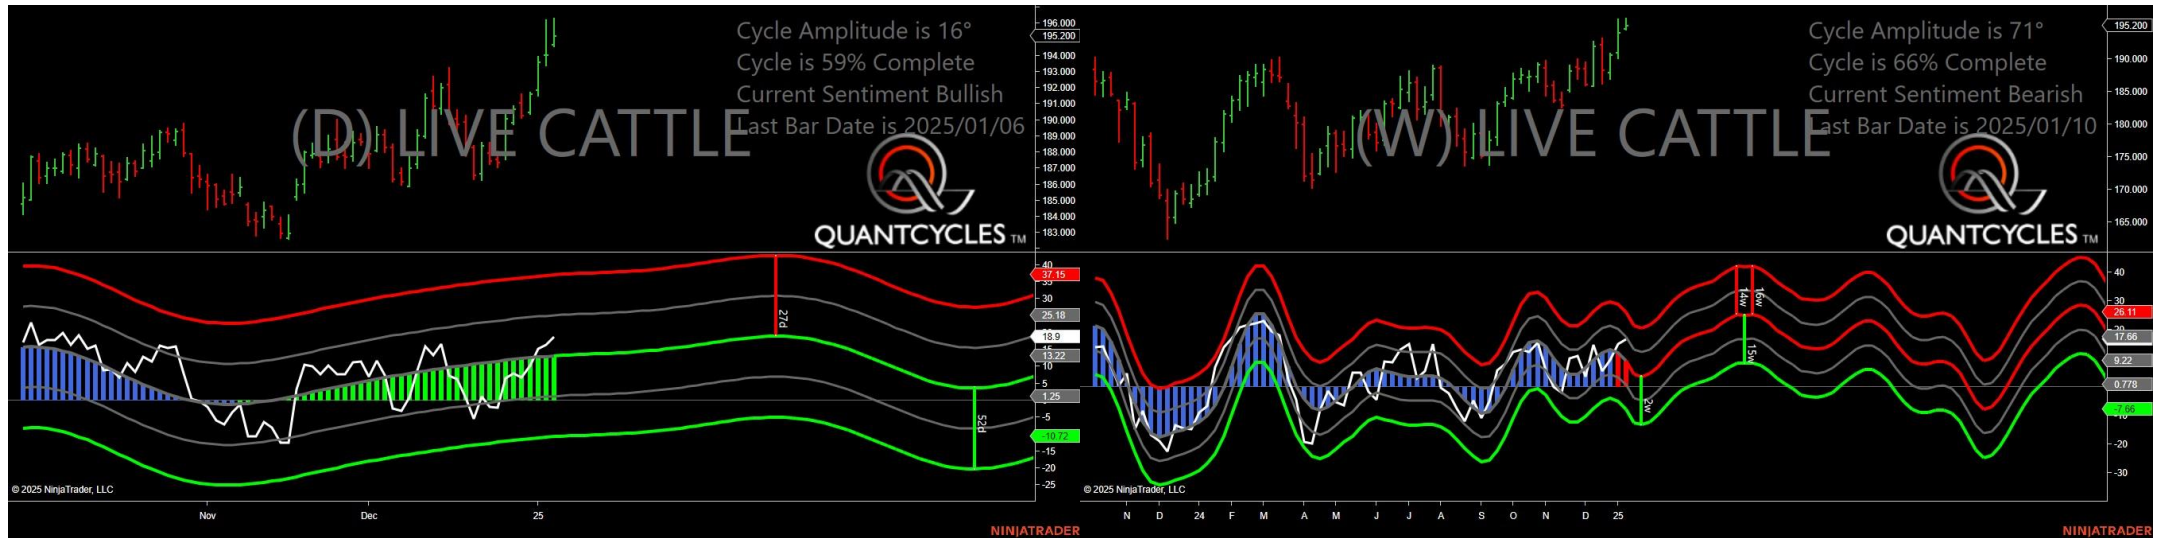 Cycle Amplitude is 16°
Cycle is 59% Complete
Current Sentiment Bullish
Last Bar Date is 2025/01/06
(D) LIVE CATTLE
QUANTCYCLES TM
196.000
195.200
194.000
193.000
192.000
191.000
190.000
189.000
188.000
187.000
186.000
185.000
184.000
183.000
40
37.15
35
30
25.18
18.9
15
13.22
10
5
1.25
-5
-10.72
-15
-20
-25
27d
52d
© 2025 NinjaTrader, LLC
Nov
Dec
25
NINJATRADER
Cycle Amplitude is 71°
Cycle is 66% Complete
Current Sentiment Bearish
Last Bar Date is 2025/01/10
(W) LIVE CATTLE
QUANTCYCLES TM
195.200
190.000
185.000
180.000
175.000
170.000
165.000
40
30
26.11
20
17.66
9.22
0.778
-7.66
-10
-20
-30
14w
16w
15w
2w
© 2025 NinjaTrader, LLC
N D 24 F M A M J J A S O N D 25
NINJATRADER